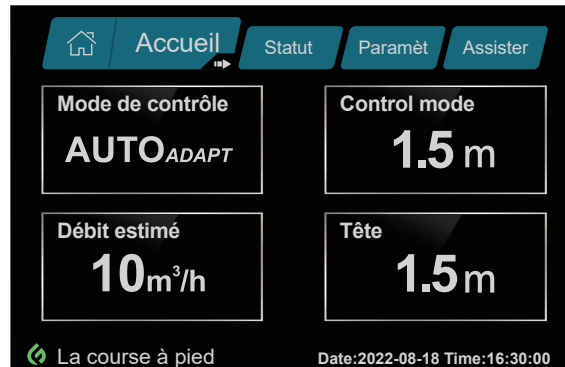 Accueil
Statut
Paramèt
Assister
Mode de contrôle
AUTOADAPT
Control mode
1.5 m
Débit estimé
10m³/h
Tête
1.5 m
La course à pied
Date:2022-08-18 Time:16:30:00